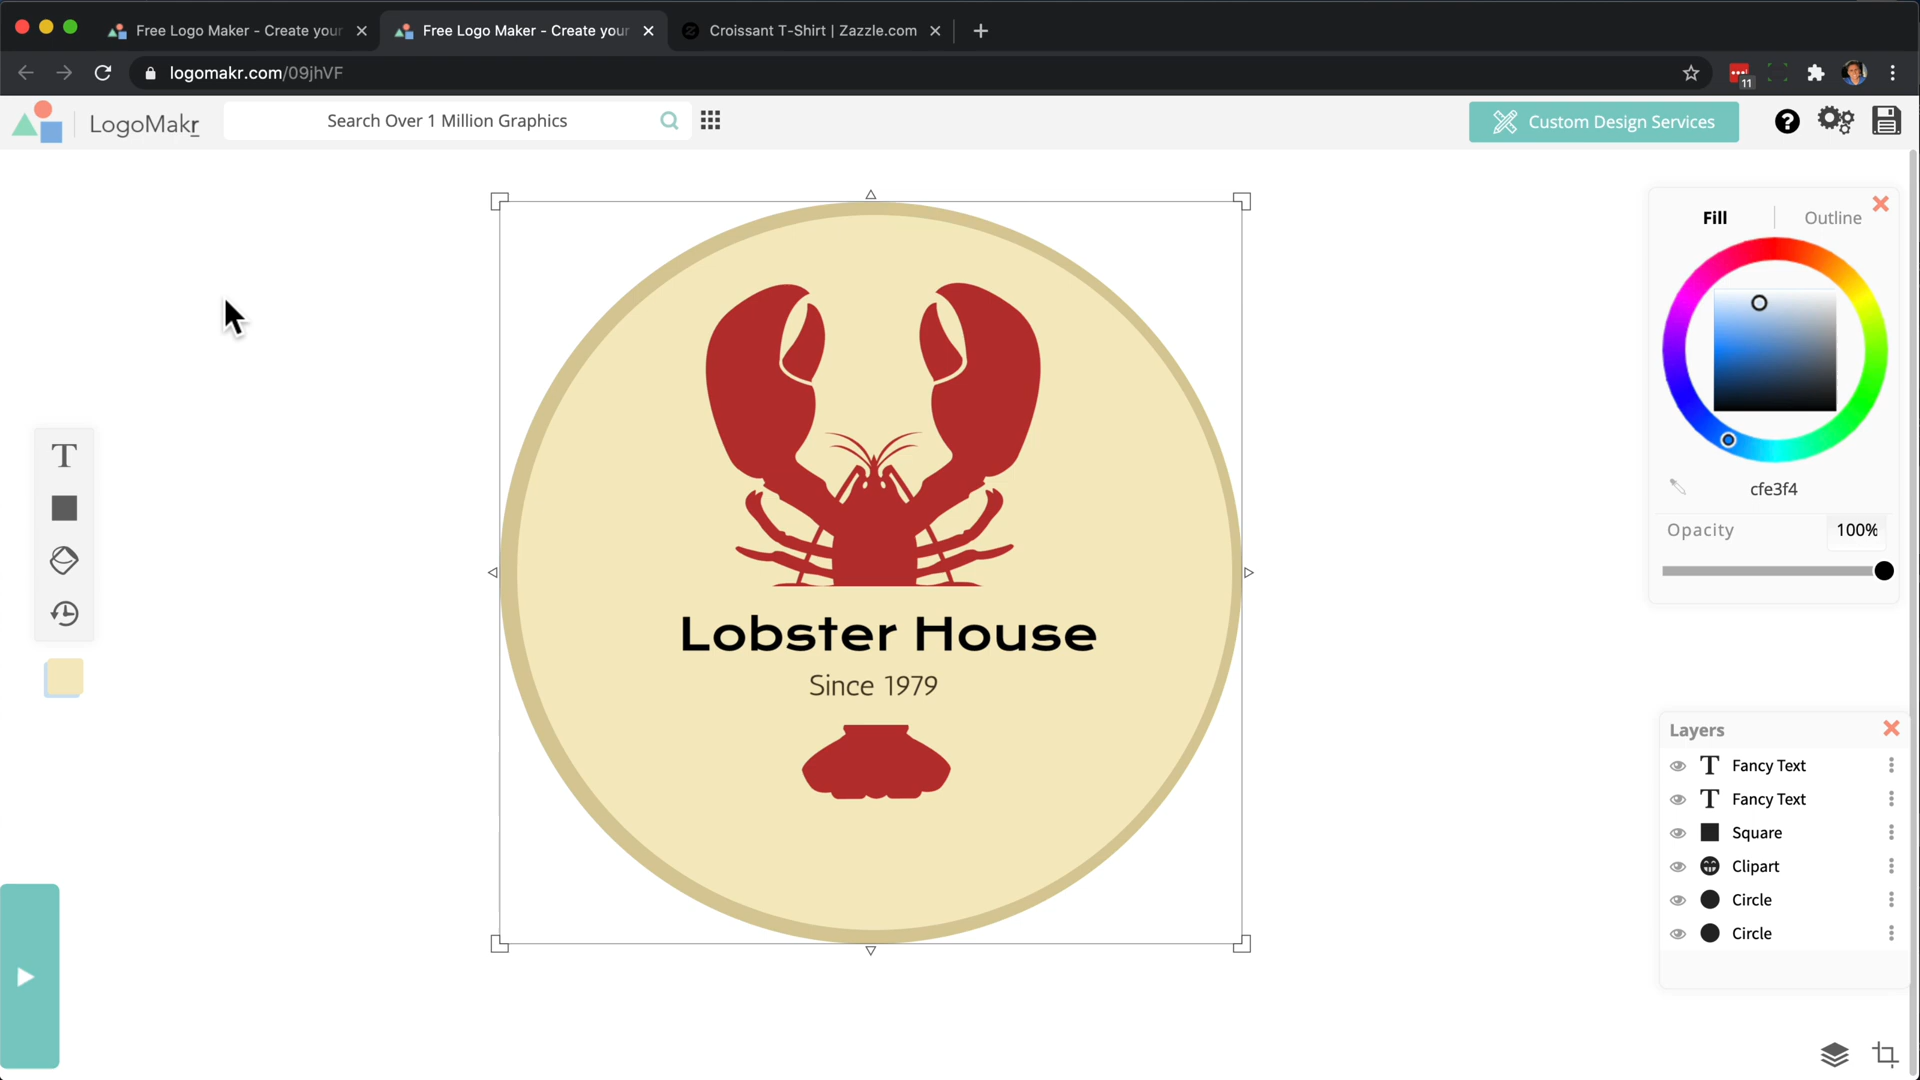 Free Logo Maker - Create your
Free Logo Maker - Create your
Croissant T-Shirt | Zazzle.com
logomakr.com/09jhVF
11
LogoMakr
Search Over 1 Million Graphics
Custom Design Services
Fill
Outline
cfe3f4
Opacity
100%
Lobster House
Since 1979
Layers
Fancy Text
Fancy Text
Square
Clipart
Circle
Circle